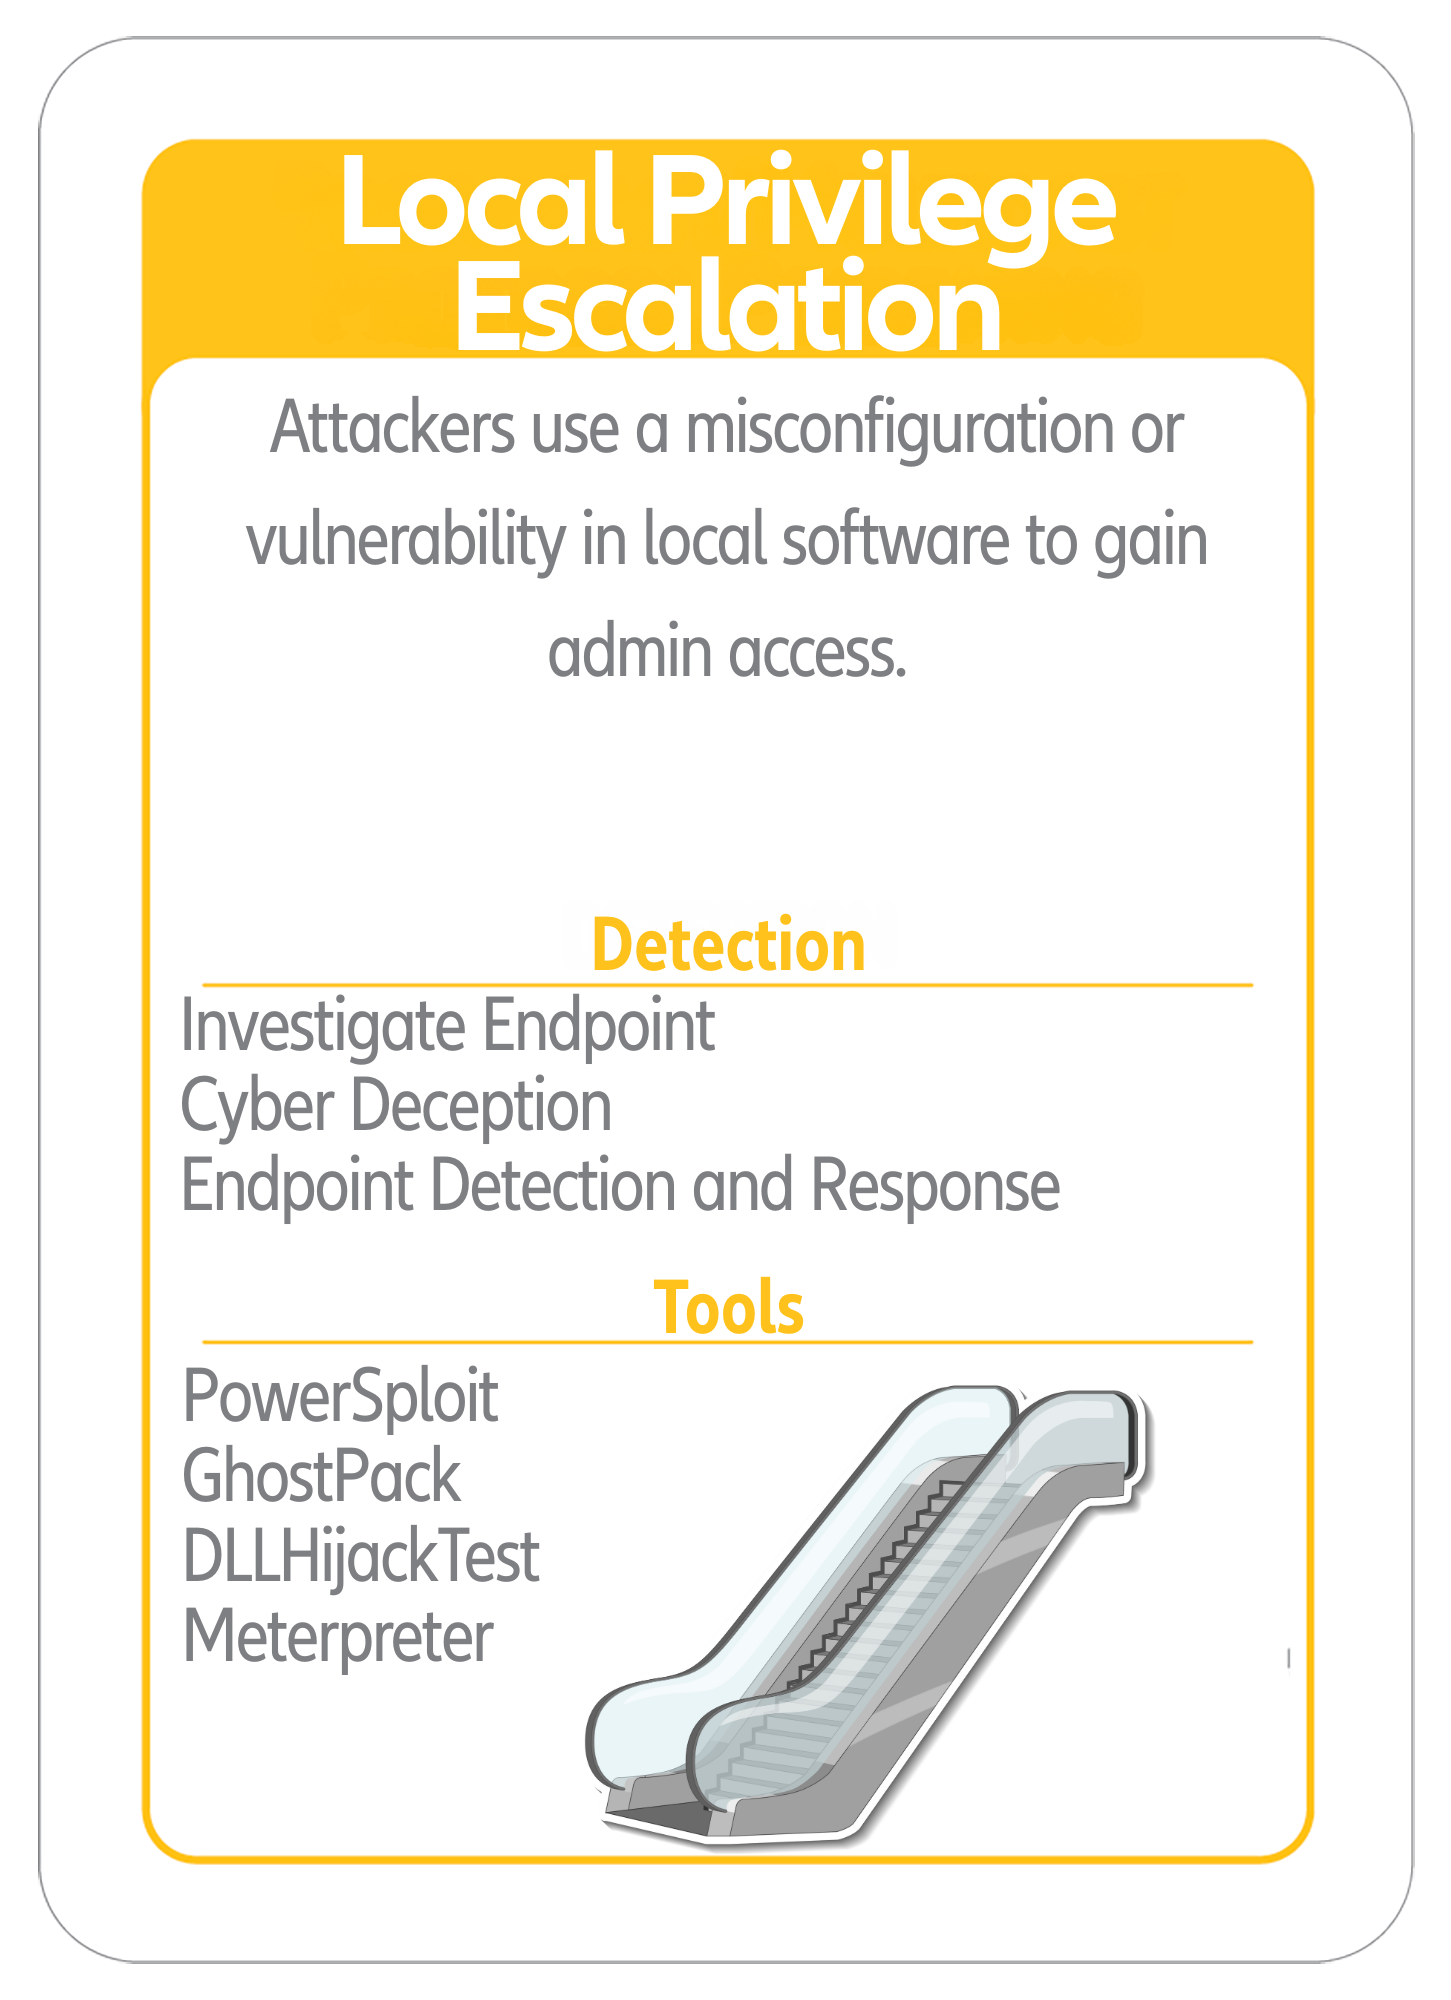 Local Privilege
Escalation
Attackers use a misconfiguration or
vulnerability in local software to gain
admin access.
Detection
Investigate Endpoint
Cyber Deception
Endpoint Detection and Response
Tools
PowerSploit
GhostPack
DLLHijackTest
Meterpreter